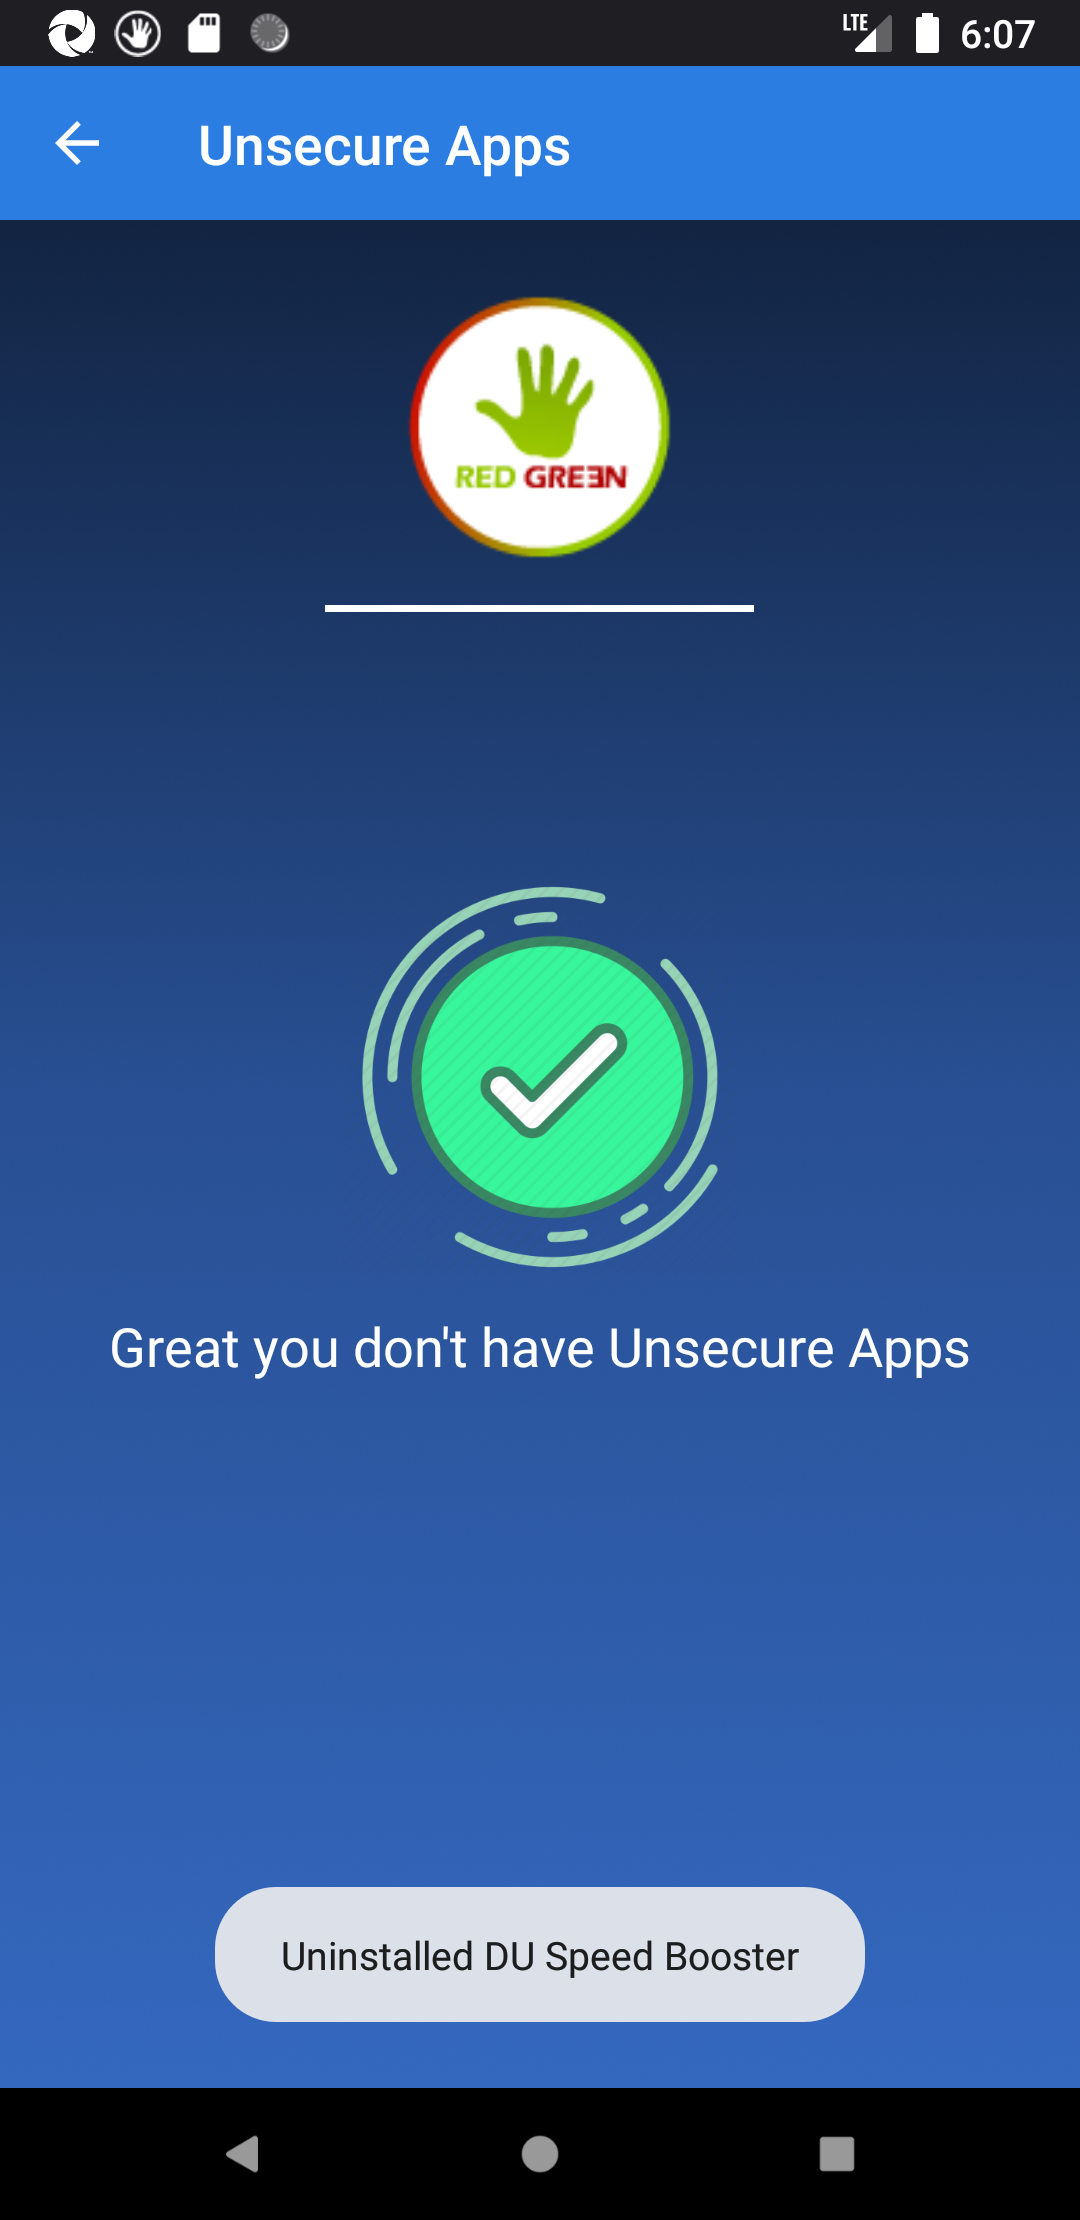 LTE 6:07
Unsecure Apps
RED GREEN
Great you don't have Unsecure Apps
Uninstalled DU Speed Booster